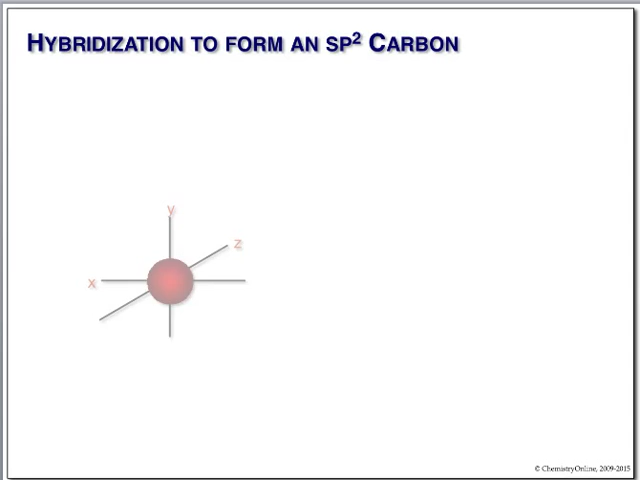 HYBRIDIZATION TO FORM AN SP² CARBON
y
z
x
© ChemistryOnline, 2009-2015